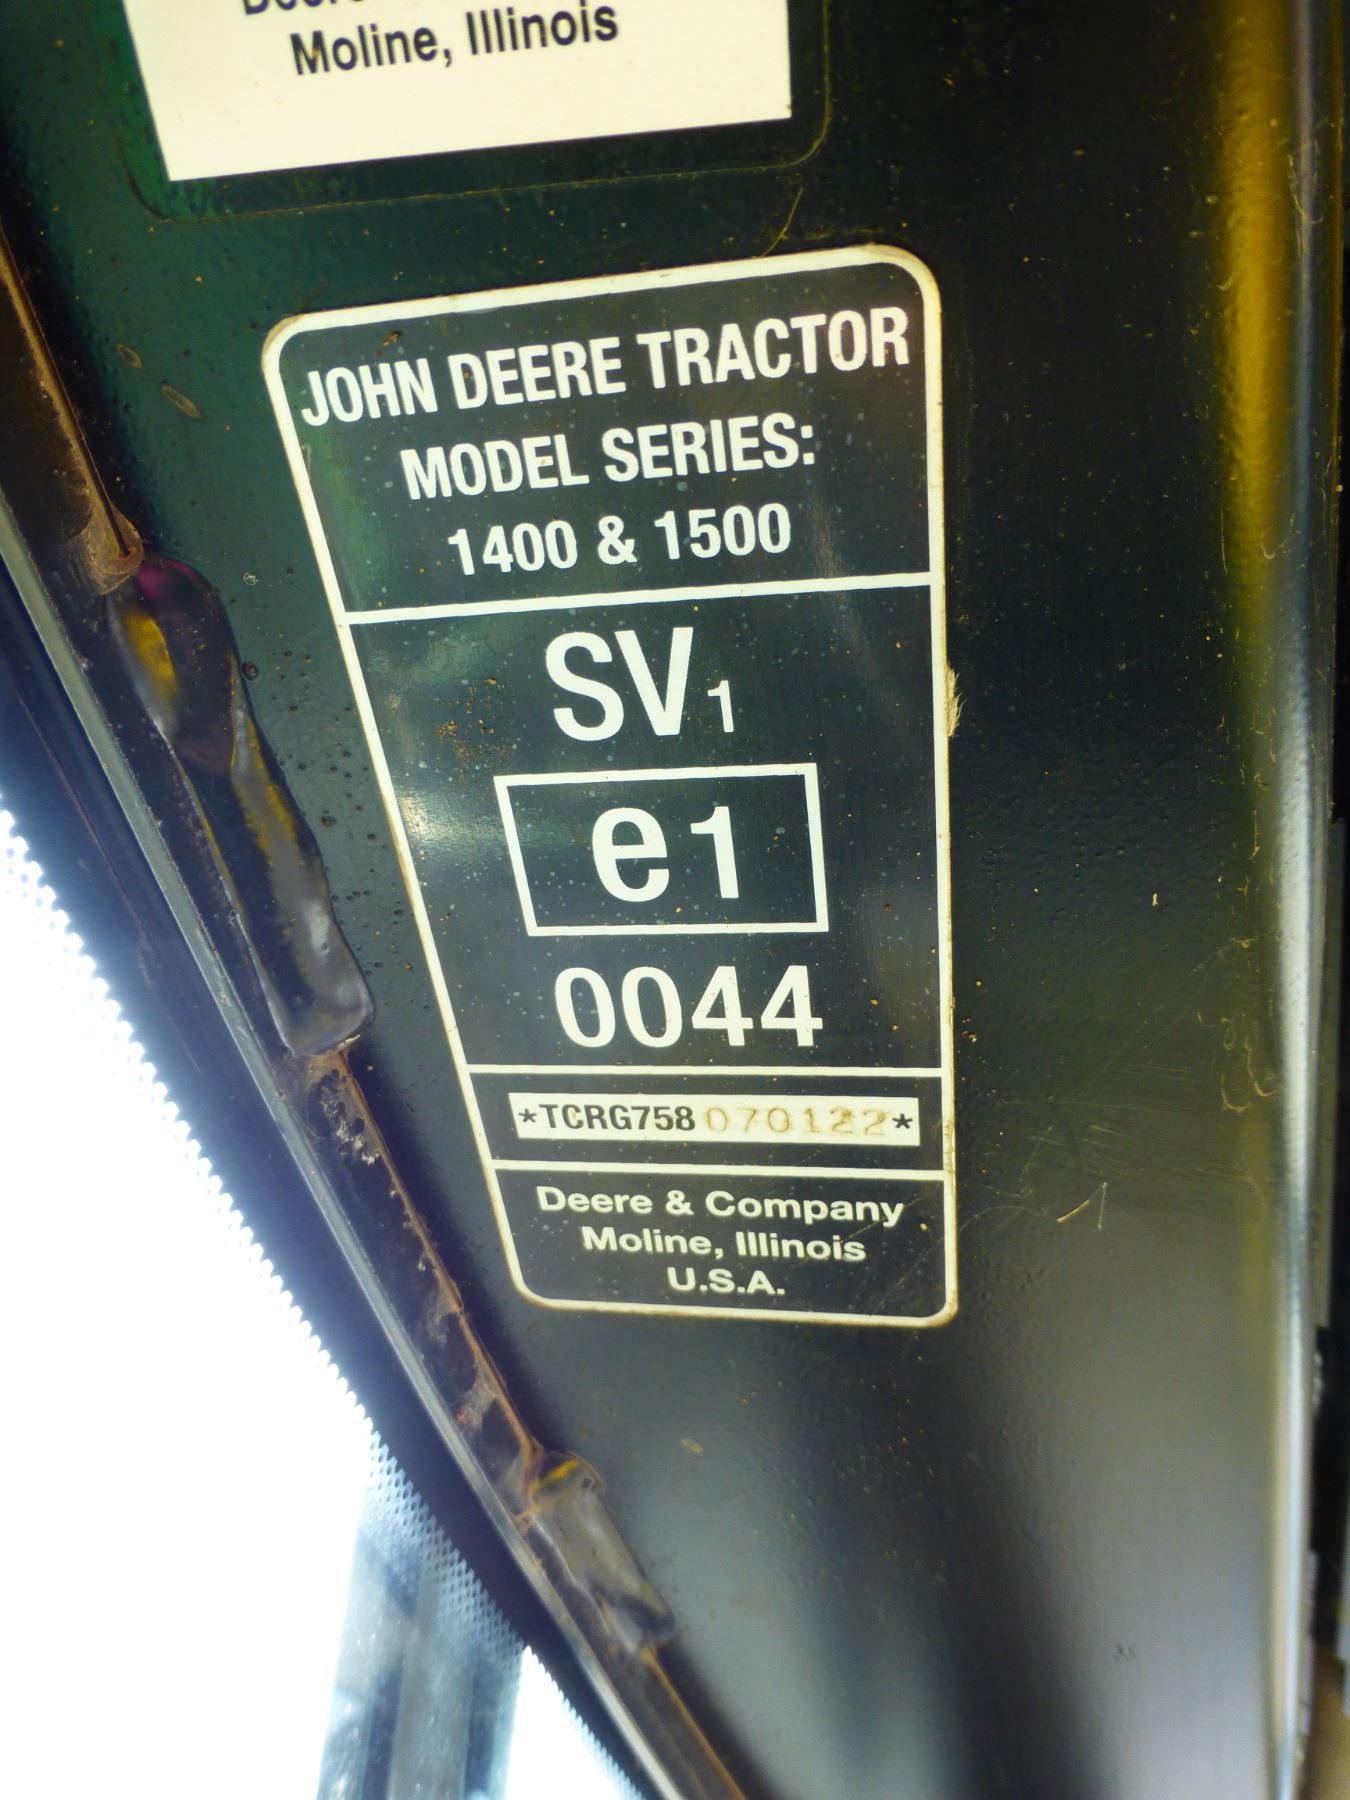 Moline, Illinois
JOHN DEERE TRACTOR
MODEL SERIES:
1400 & 1500
SV1
e1
0044
*TCRG758070122*
Deere & Company
Moline, Illinois
U.S.A.